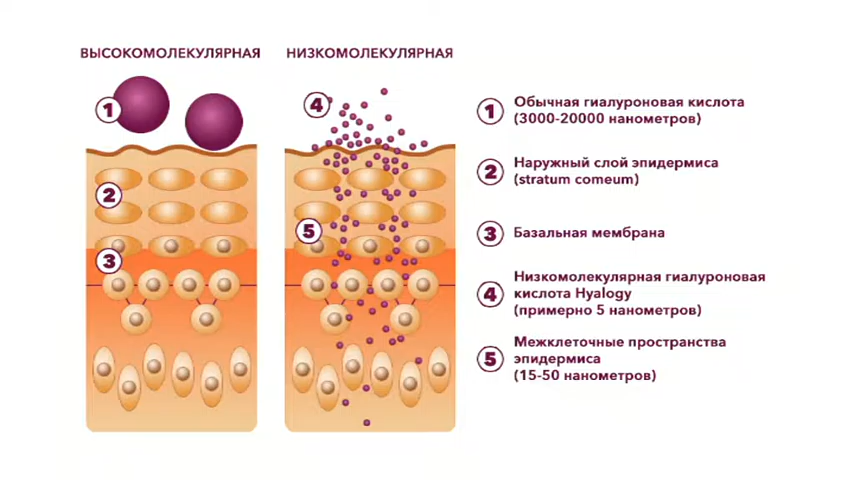 ВЫСОКОМОЛЕКУЛЯРНАЯ
НИЗКОМОЛЕКУЛЯРНАЯ
1
2
3
4
5
1 Обычная гиалуроновая кислота
(3000-20000 нанометров)
2 Наружный слой эпидермиса
(stratum comeum)
3 Базальная мембрана
4 Низкомолекулярная гиалуроновая
кислота Hyalogy
(примерно 5 нанометров)
5 Межклеточные пространства
эпидермиса
(15-50 нанометров)